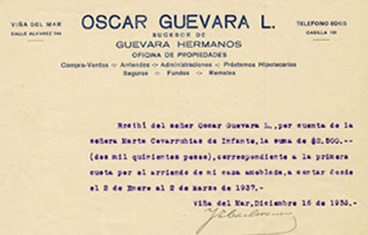 VIÑA DEL MAR
CALLE ALVAREZ
OSCAR GUEVARA L.
TELEFONO
CASILLA
SUCESOR DE
GUEVARA HERMANOS
OFICINA DE PROPIEDADES
Compra-Ventas Arriendos Administraciones Préstamos Hipotecarios
Seguros Fundos Remates
Recibí del señor Oscar Guevara L., por cuenta de la
señora Marta Covarrubias de Infante, la suma de $2.500.--
(dos mil quinientos pesos), correspondiente a la primera
cuota por el arriendo de mi casa amoblada, a contar desde
el 2 de Enero al 2 de Marzo de 1937.-
Viña del Mar, Diciembre 16 de 1936.-